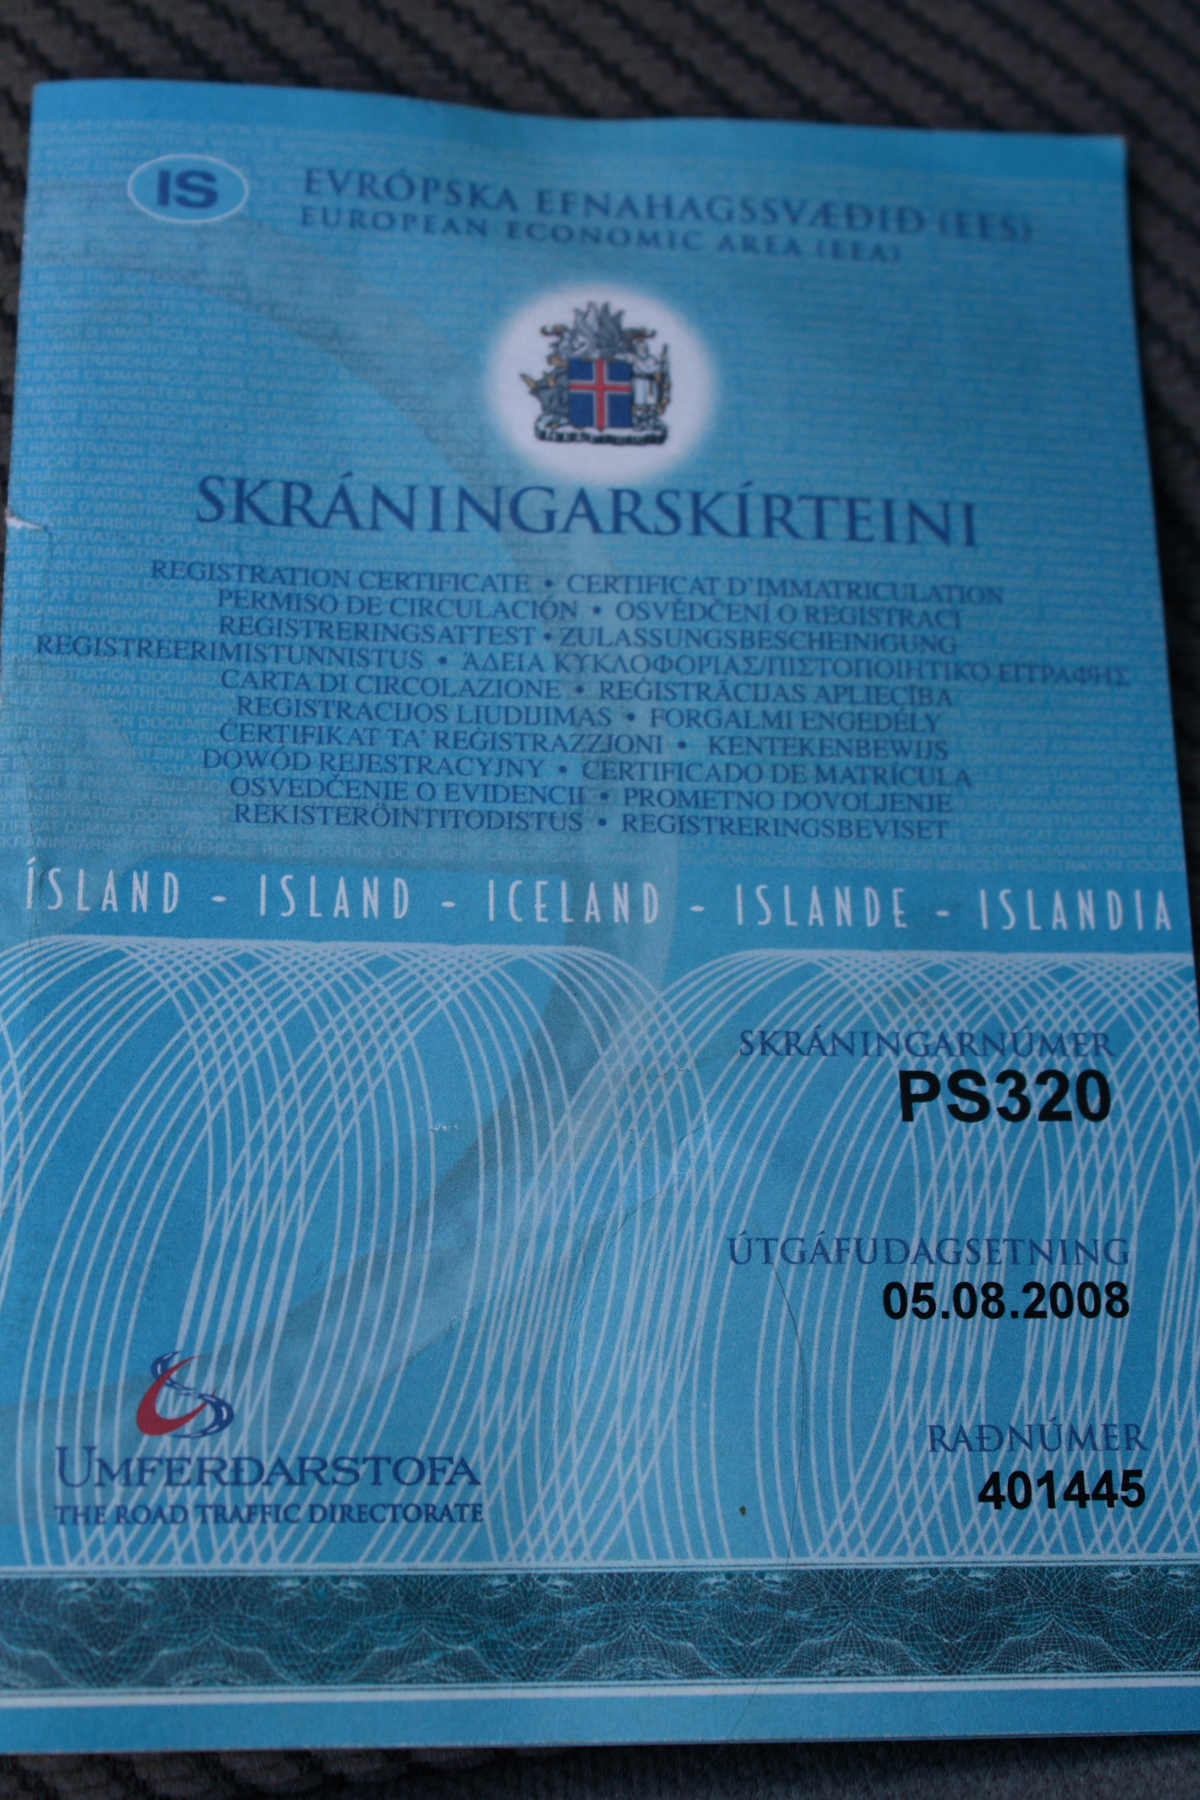 IS
EVRÓPSKA EFNAHAGSSVÆÐIÐ (EES)
EUROPEAN ECONOMIC AREA (EEA)
SKRÁNINGARSKÍRTEINI
REGISTRATION CERTIFICATE • CERTIFICAT D'IMMATRICULATION
PERMISO DE CIRCULACIÓN • OSVĚDČENÍ O REGISTRACI
REGISTRERINGSATTEST • ZULASSUNGSBESCHEINIGUNG
REGISTREERIMISTUNNISTUS • ΆΔΕΙΑ ΚΥΚΛΟΦΟΡΙΑΣ/ΠΙΣΤΟΠΟΙΗΤΙΚΟ ΕΓΓΡΑΦΗΣ
CARTA DI CIRCOLAZIONE • REĢISTRĀCIJAS APLIECĪBA
REGISTRACIJOS LIUDIJIMAS • FORGALMI ENGEDÉLY
ĊERTIFIKAT TA' REĠISTRAZZJONI • KENTEKENBEWIJS
DOWÓD REJESTRACYJNY • CERTIFICADO DE MATRÍCULA
OSVEDČENIE O EVIDENCII • PROMETNO DOVOLJENJE
REKISTERÖINTITODISTUS • REGISTRERINGSBEVISET
ÍSLAND - ISLAND - ICELAND - ISLANDE - ISLANDIA
SKRÁNINGARNÚMER
PS320
ÚTGÁFUDAGSETNING
05.08.2008
RAÐNÚMER
401445
UMFERÐARSTOFA
THE ROAD TRAFFIC DIRECTORATE